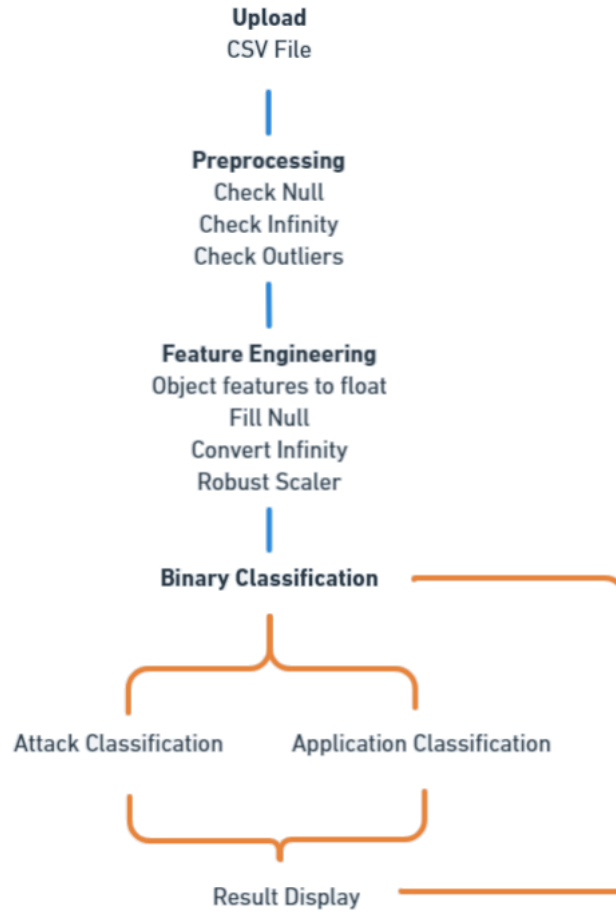 Upload
CSV File
Preprocessing
Check Null
Check Infinity
Check Outliers
Feature Engineering
Object features to float
Fill Null
Convert Infinity
Robust Scaler
Binary Classification
Attack Classification
Application Classification
Result Display